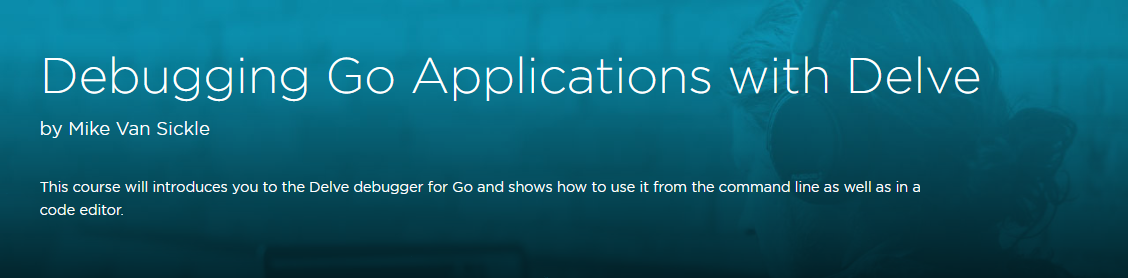 Debugging Go Applications with Delve
by Mike Van Sickle
This course will introduces you to the Delve debugger for Go and shows how to use it from the command line as well as in a
code editor.